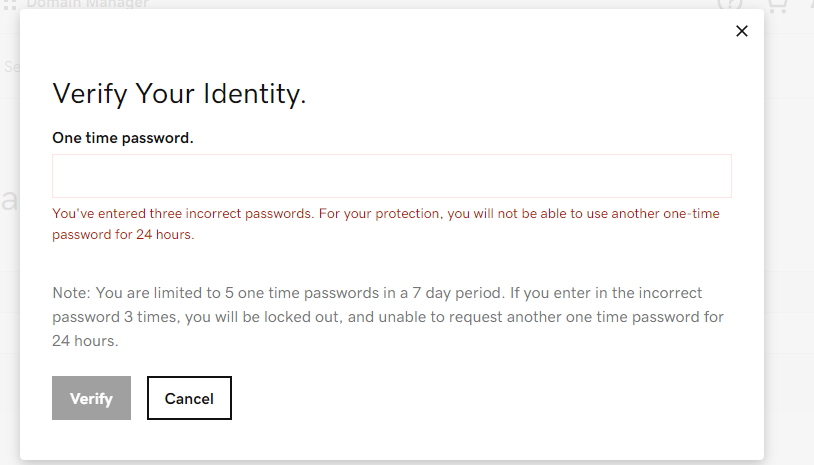 Domain Manager
?
Se
a
×
Verify Your Identity.
One time password.
You've entered three incorrect passwords. For your protection, you will not be able to use another one-time
password for 24 hours.
Note: You are limited to 5 one time passwords in a 7 day period. If you enter in the incorrect
password 3 times, you will be locked out, and unable to request another one time password for
24 hours.
Verify Cancel